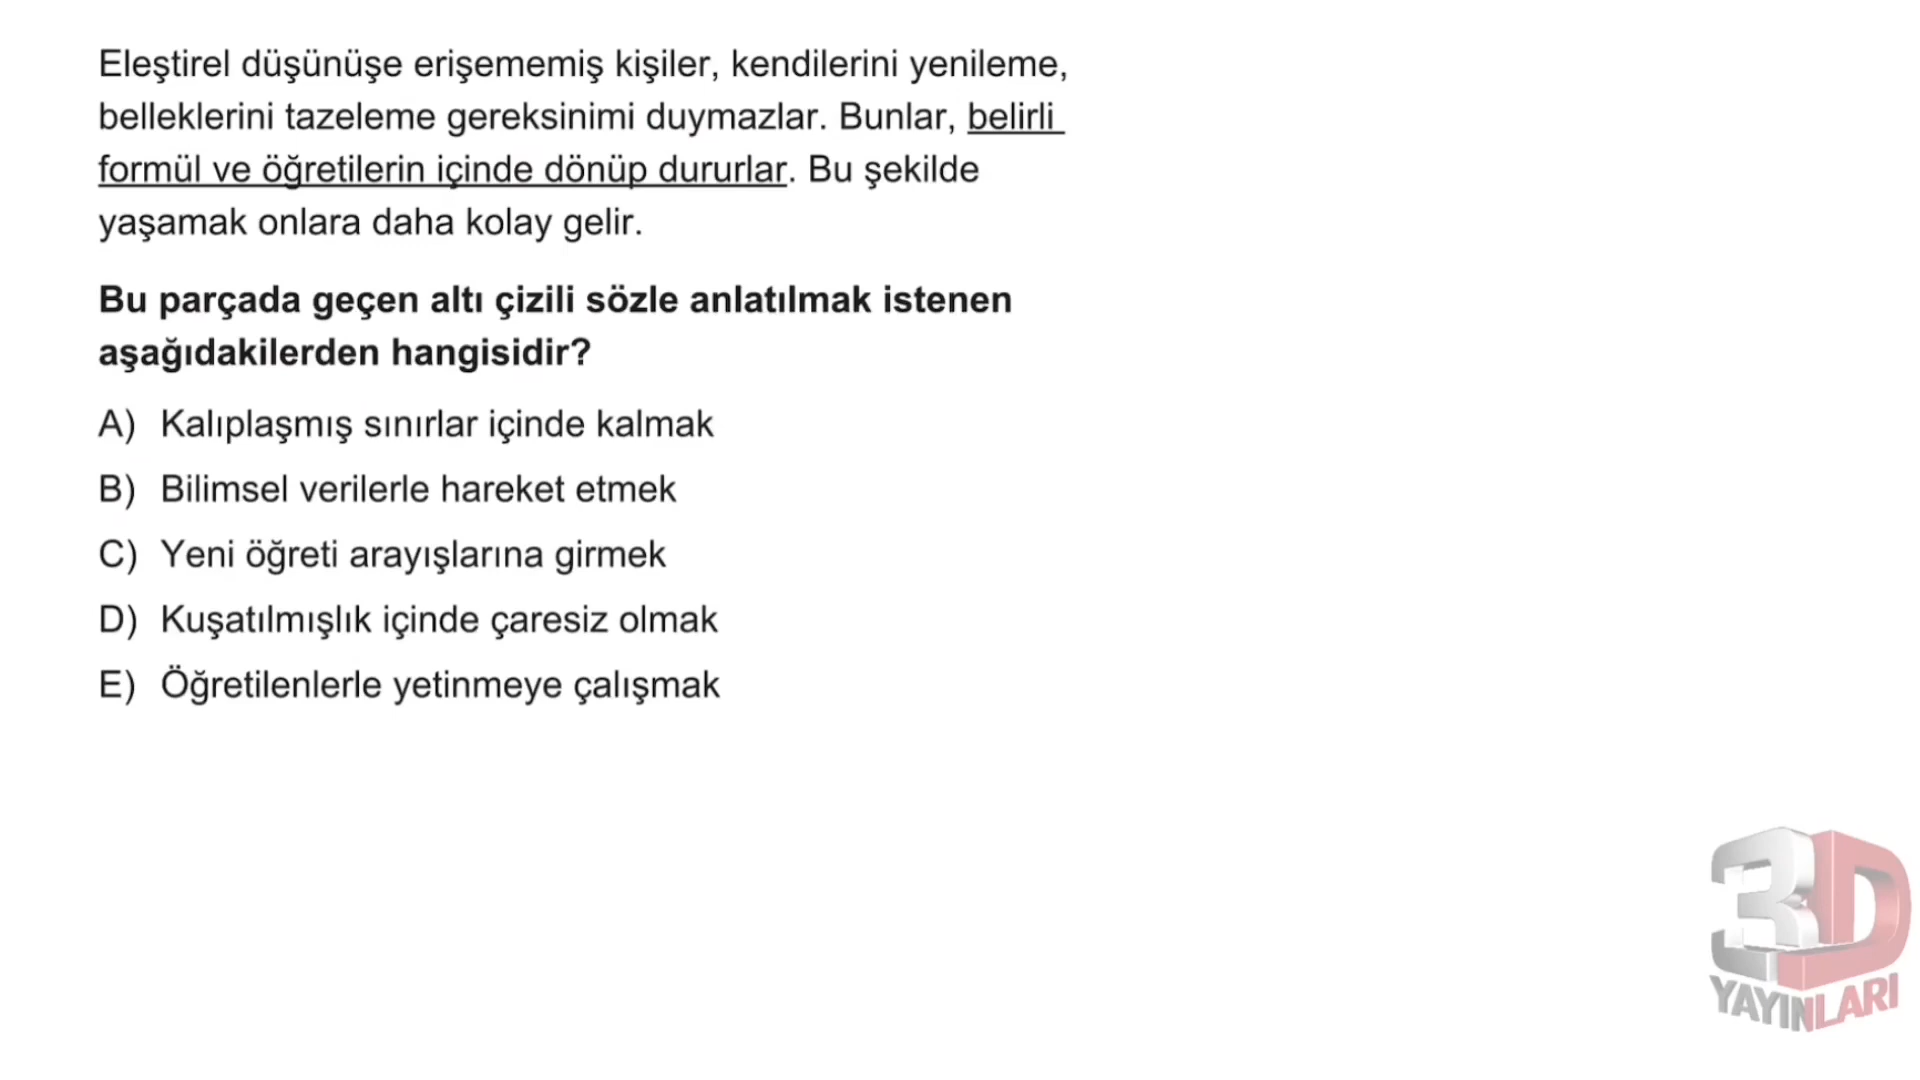 Eleştirel düşünüşe erişememiş kişiler, kendilerini yenileme,
belleklerini tazeleme gereksinimi duymazlar. Bunlar, belirli
formül ve öğretilerin içinde dönüp dururlar. Bu şekilde
yaşamak onlara daha kolay gelir.
Bu parçada geçen altı çizili sözle anlatılmak istenen
aşağıdakilerden hangisidir?
A) Kalıplaşmış sınırlar içinde kalmak
B) Bilimsel verilerle hareket etmek
C) Yeni öğreti arayışlarına girmek
D) Kuşatılmışlık içinde çaresiz olmak
E) Öğretilenlerle yetinmeye çalışmak
3D
YAYINLARI